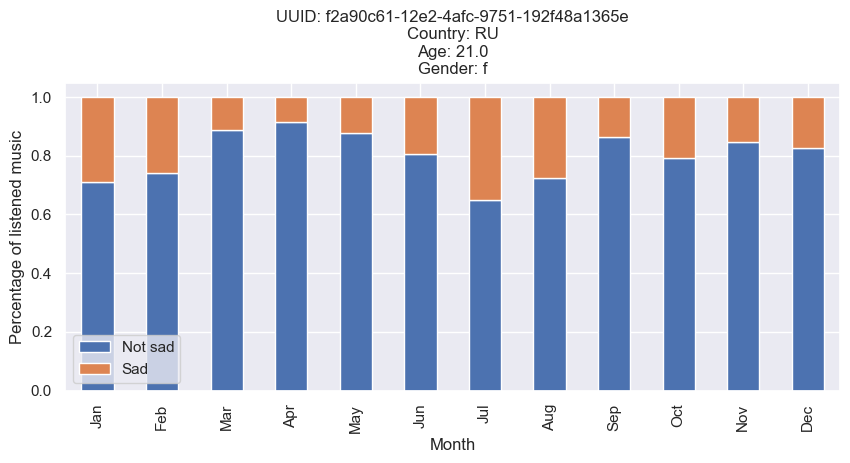 UUID: f2a90c61-12e2-4afc-9751-192f48a1365e
Country: RU
Age: 21.0
Gender: f
Percentage of listened music
1.0
0.8
0.6
0.4
0.2
0.0
Not sad
Sad
Jan
Feb
Mar
Apr
May
Jun
Jul
Aug
Sep
Oct
Nov
Dec
Month